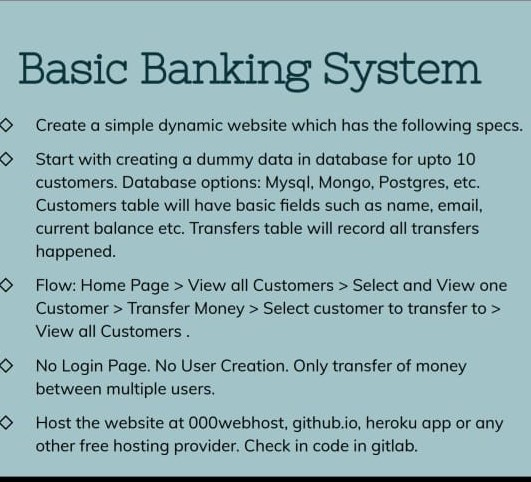 Basic Banking System
◇ Create a simple dynamic website which has the following specs.
◇ Start with creating a dummy data in database for upto 10
customers. Database options: Mysql, Mongo, Postgres, etc.
Customers table will have basic fields such as name, email,
current balance etc. Transfers table will record all transfers
happened.
◇ Flow: Home Page > View all Customers > Select and View one
Customer > Transfer Money > Select customer to transfer to >
View all Customers .
◇ No Login Page. No User Creation. Only transfer of money
between multiple users.
◇ Host the website at 000webhost, github.io, heroku app or any
other free hosting provider. Check in code in gitlab.